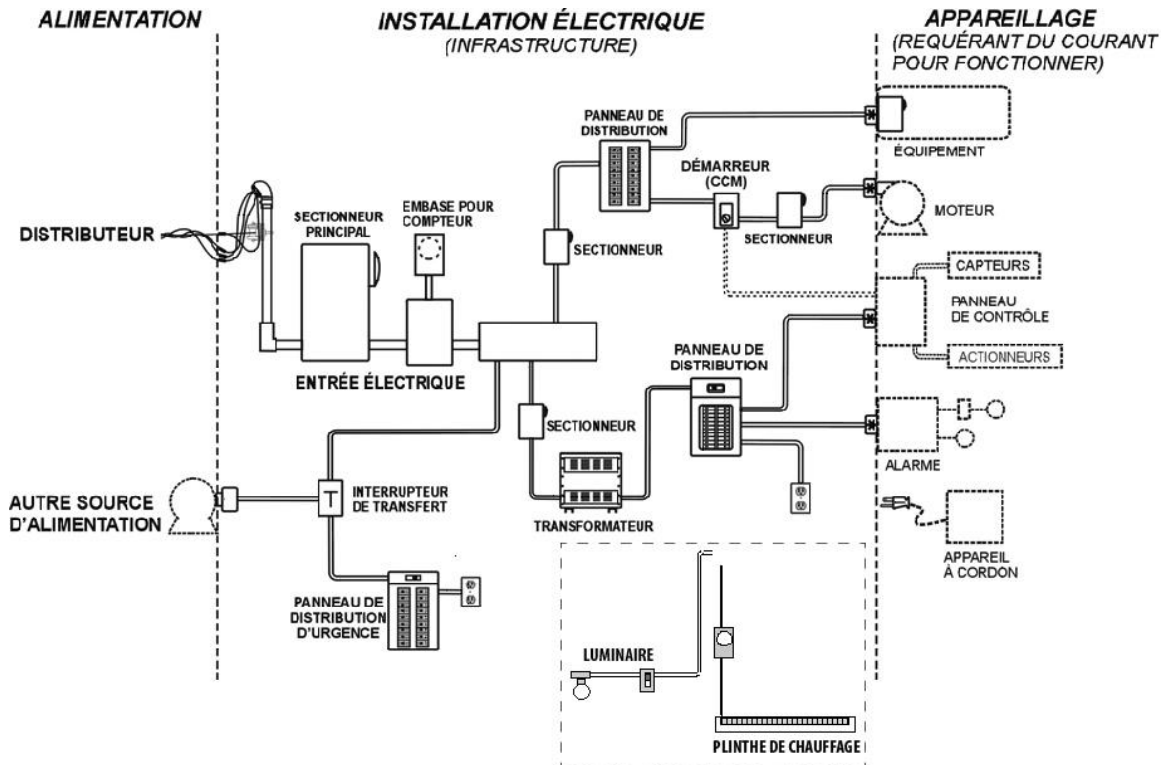 ALIMENTATION
INSTALLATION ÉLECTRIQUE
(INFRASTRUCTURE)
APPAREILLAGE
(REQUÉRANT DU COURANT
POUR FONCTIONNER)
PANNEAU DE
DISTRIBUTION
ÉQUIPEMENT
DÉMARREUR
(CCM)
SECTIONNEUR
MOTEUR
DISTRIBUTEUR
SECTIONNEUR
PRINCIPAL
EMBASE POUR
COMPTEUR
SECTIONNEUR
CAPTEURS
PANNEAU
DE CONTRÔLE
ACTIONNEURS
ENTRÉE ÉLECTRIQUE
PANNEAU DE
DISTRIBUTION
SECTIONNEUR
ALARME
AUTRE SOURCE
D'ALIMENTATION
T
INTERRUPTEUR
DE TRANSFERT
TRANSFORMATEUR
APPAREIL
À CORDON
PANNEAU DE
DISTRIBUTION
D'URGENCE
LUMINAIRE
PLINTHE DE CHAUFFAGE